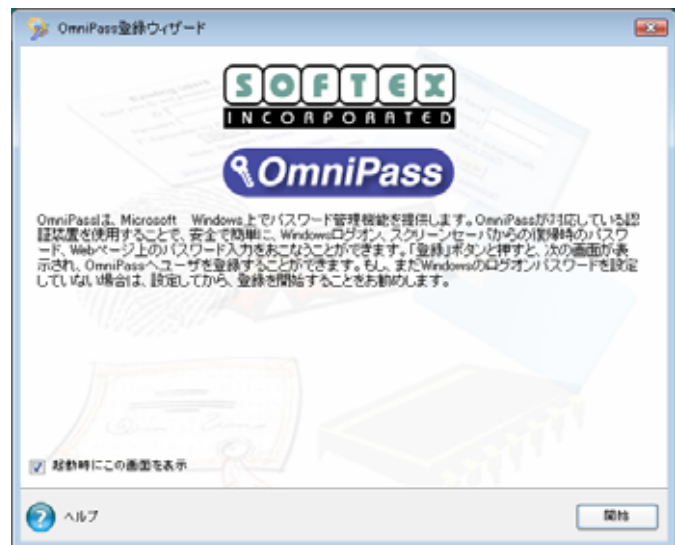 OmniPass登録ウィザード
SOFTEX
INCORPORATED
OmniPass
OmniPassは、Microsoft Windows上でパスワード管理機能を提供します。OmniPassが対応している認
証装置を使用することで、安全で簡単に、Windowsログオン、スクリーンセーバからの復帰時のパスワ
ード、Webページ上のパスワード入力をおこなうことができます。「登録」ボタンと押すと、次の画面が表
示され、OmniPassへユーザを登録することができます。もし、まだWindowsのログオンパスワードを設定
していない場合は、設定してから、登録を開始することをお勧めします。
起動時にこの画面を表示
ヘルプ
開始